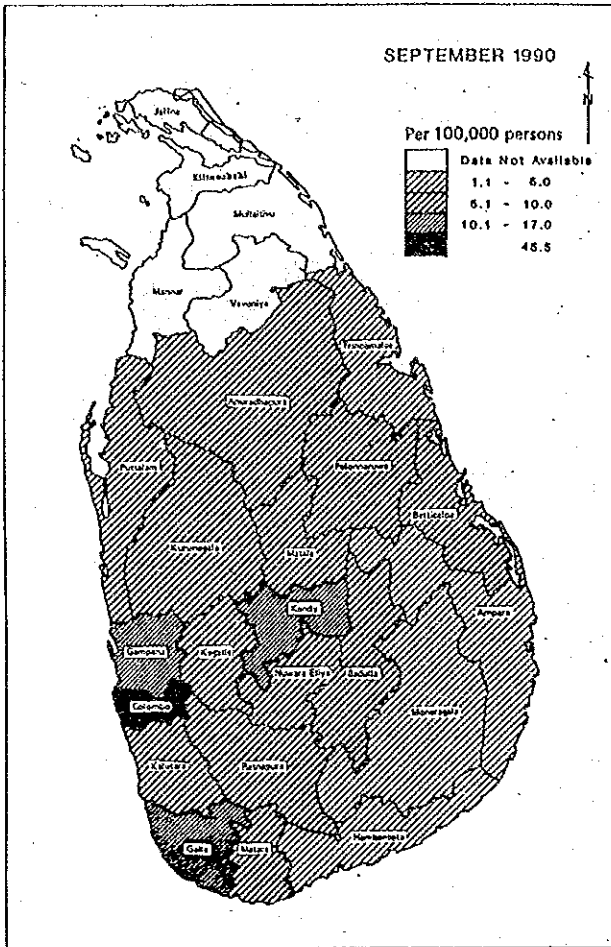 SEPTEMBER 1990
N
Per 100,000 persons
Data Not Available
1.1 - 5.0
5.1 - 10.0
10.1 - 17.0
45.5
Jaffna
Kilinochchi
Mullaitivu
Mannar
Vavuniya
Trincomalee
Anuradhapura
Puttalam
Polonnaruwa
Batticaloa
Kurunegala
Matale
Kandy
Ampara
Gampaha
Kegalle
Nuwara Eliya
Badulla
Colombo
Moneragala
Kalutara
Ratnapura
Hambantota
Galle
Matara